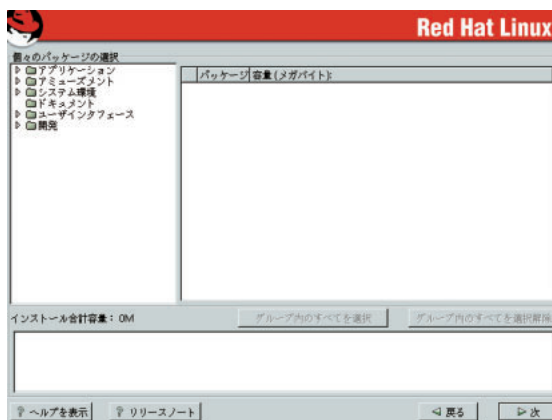 Red Hat Linux
個々のパッケージの選択
アプリケーション
アミューズメント
システム環境
ドキュメント
ユーザインタフェース
開発
パッケージ 容量(メガバイト):
インストール合計容量: 0M
グループ内のすべてを選択
グループ内のすべてを選択解除
ヘルプを表示
リリースノート
戻る
次